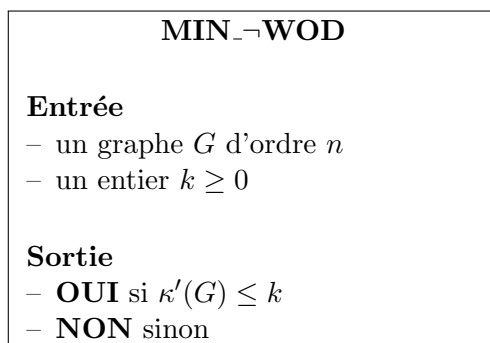 MIN_¬WOD
Entrée
– un graphe G d'ordre n
– un entier k ≥ 0
Sortie
– OUI si κ′(G) ≤ k
– NON sinon